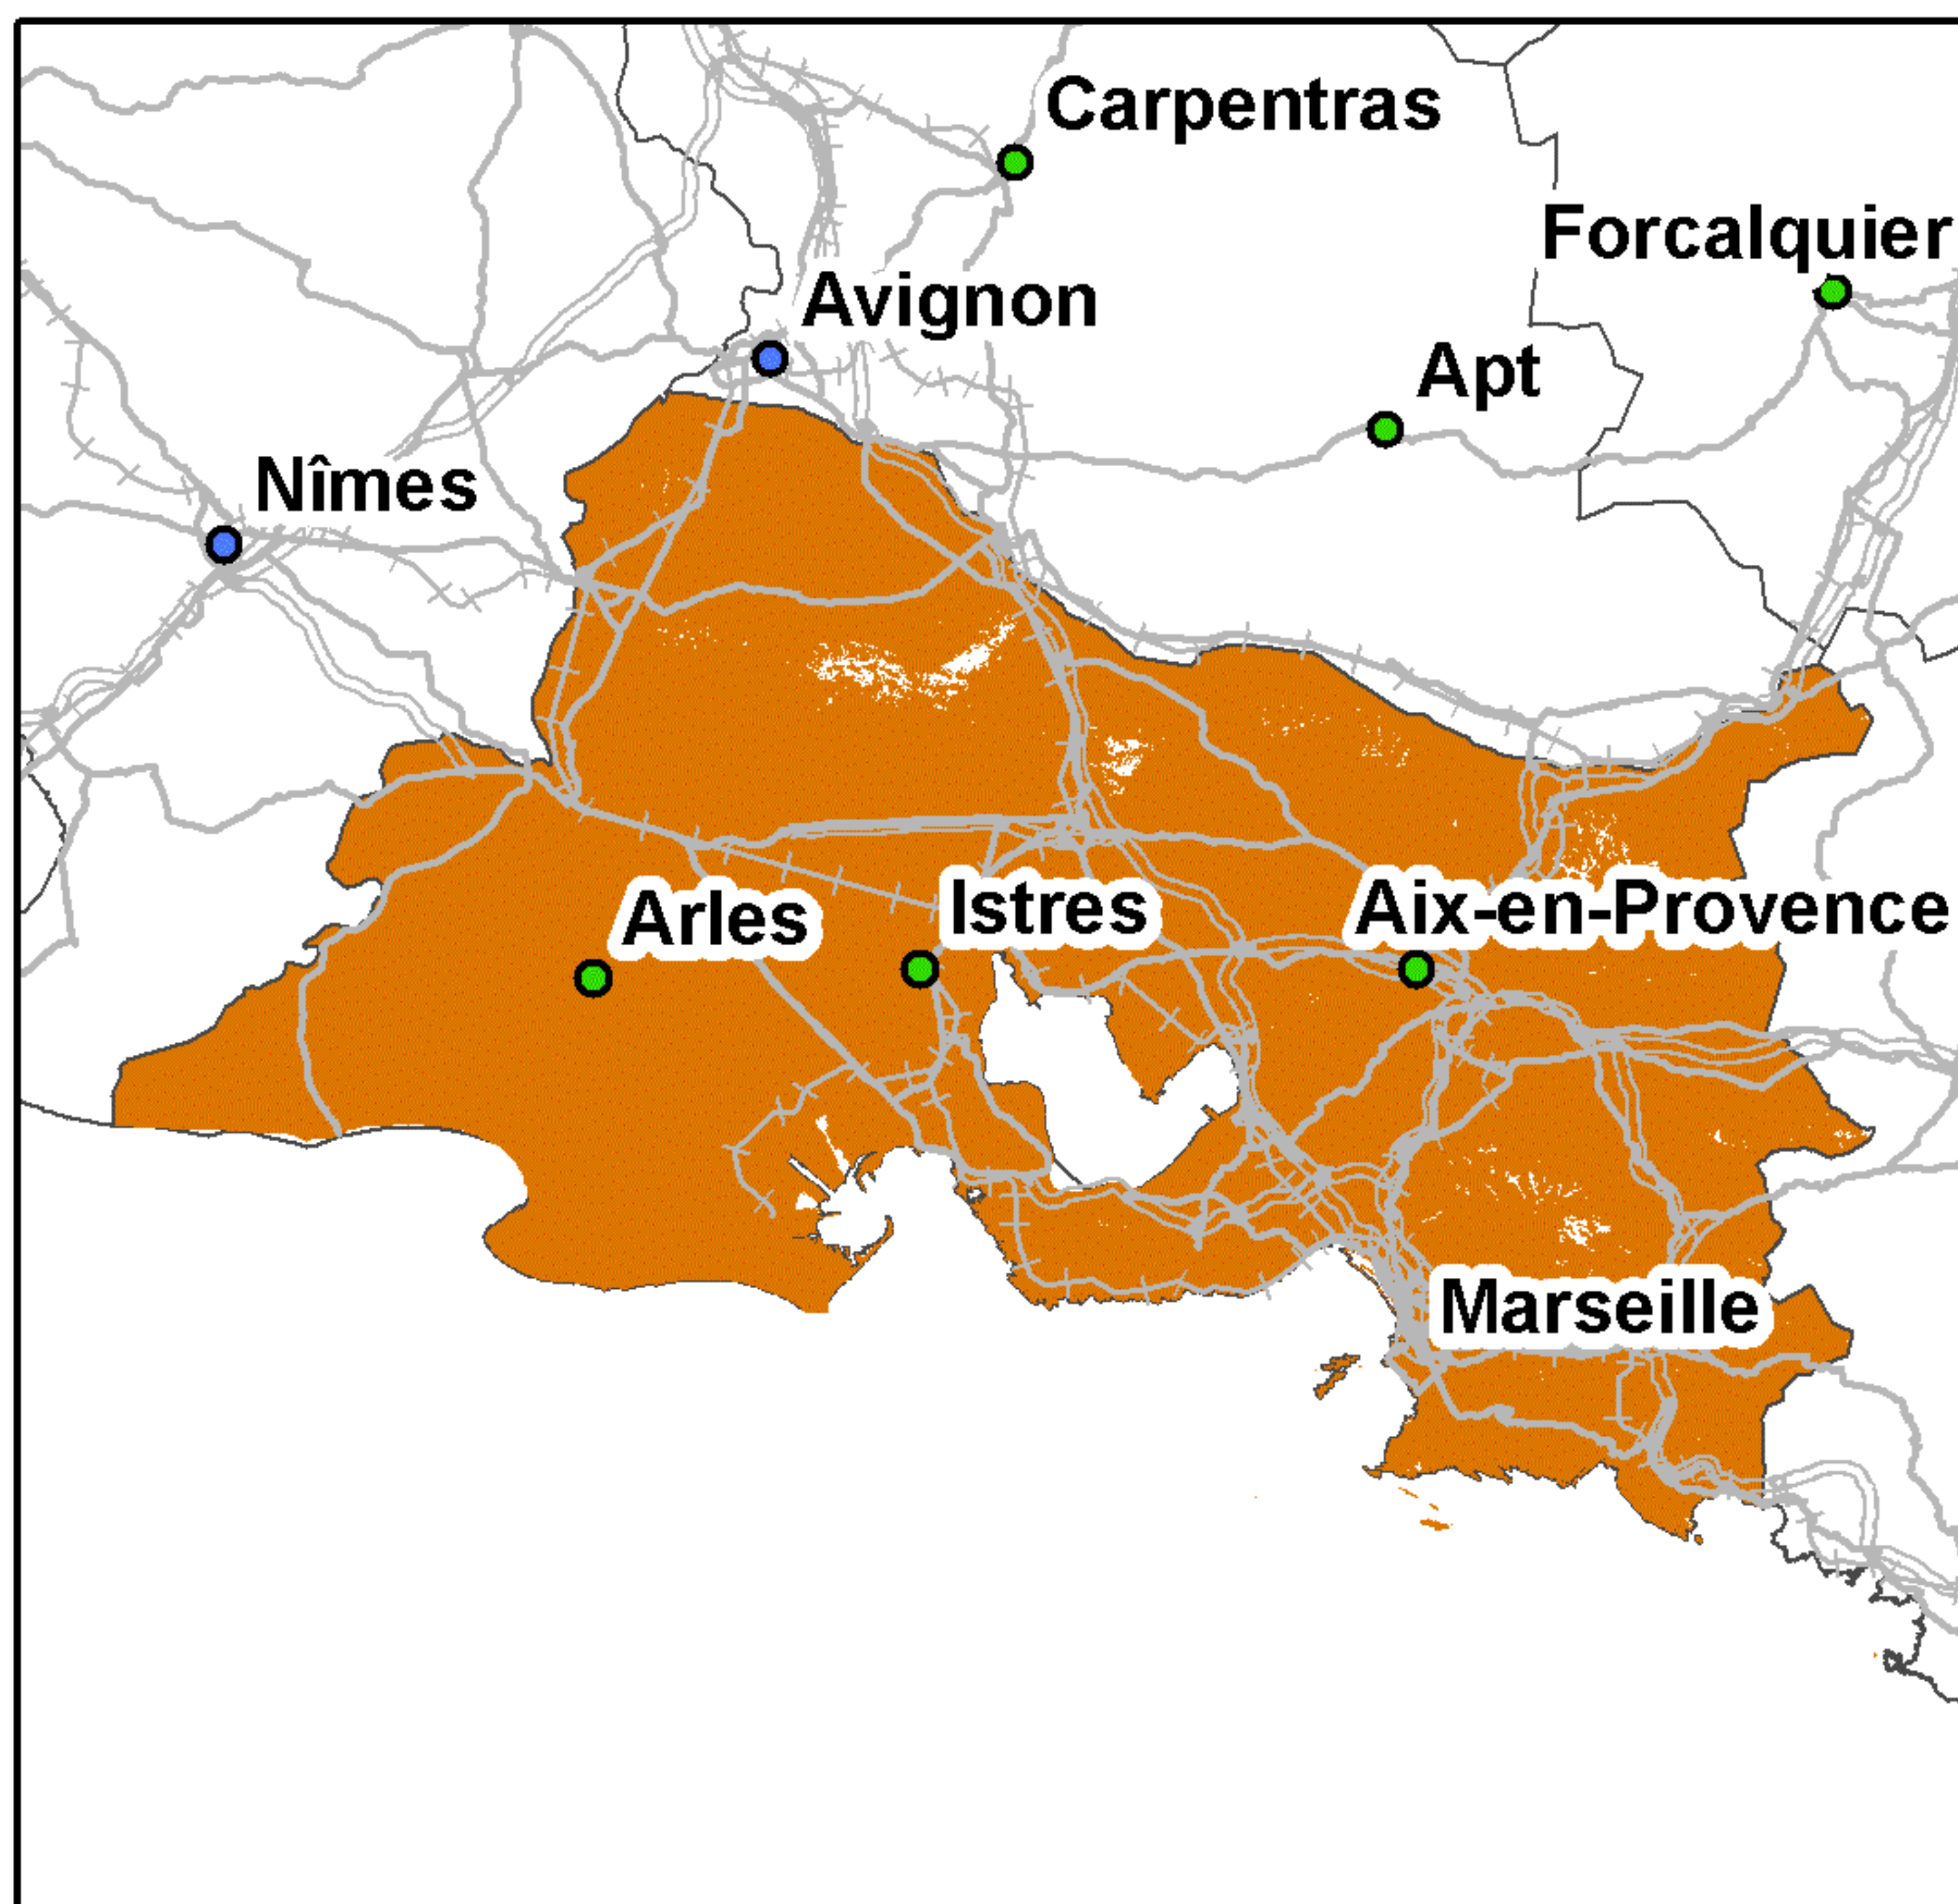 Carpentras
Forcalquier
Avignon
Apt
Nîmes
Arles
Istres
Aix-en-Provence
Marseille